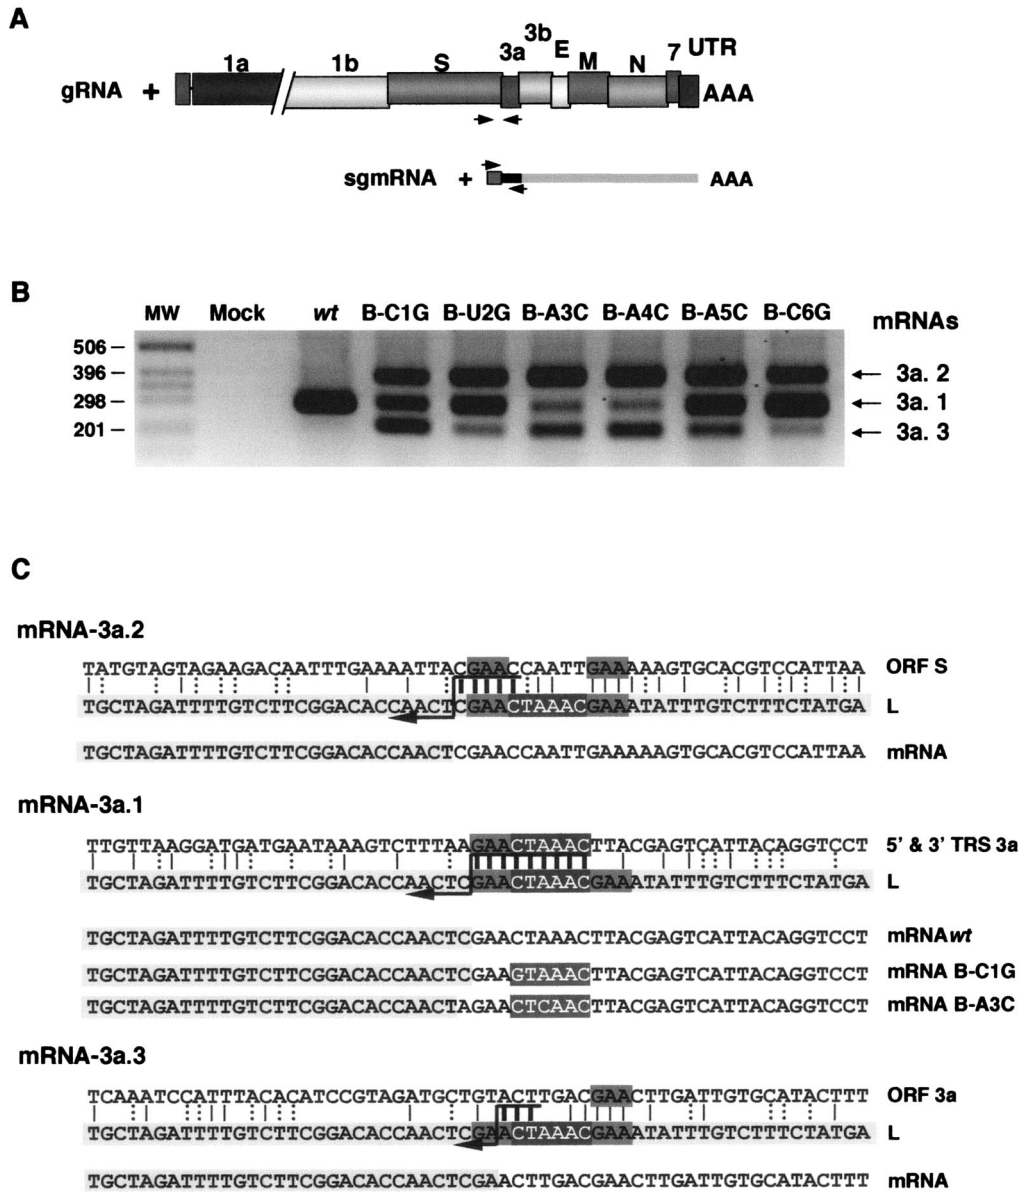 A
1a 1b S 3a 3b E M N 7 UTR
gRNA + AAA
sgmRNA + AAA
B
MW Mock wt B-C1G B-U2G B-A3C B-A4C B-A5C B-C6G mRNAs
506
396 3a. 2
298 3a. 1
201 3a. 3
C
mRNA-3a.2
TATGTAGTAGAAGACAATTTGAAAATTACGAACCAATTGAAAAAGTGCACGTCCATTAA ORF S
TGCTAGATTTTGTCTTCGGACACCAACTCGAACTAAACGAAATATTTGTCTTTCTATGA L
TGCTAGATTTTGTCTTCGGACACCAACTCGAACCAATTGAAAAAGTGCACGTCCATTAA mRNA
mRNA-3a.1
TTGTTAAGGATGATGAATAAAGTCTTTAAGAACTAAACTTACGAGTCATTACAGGTCCT 5' & 3' TRS 3a
TGCTAGATTTTGTCTTCGGACACCAACTCGAACTAAACGAAATATTTGTCTTTCTATGA L
TGCTAGATTTTGTCTTCGGACACCAACTCGAACTAAACTTACGAGTCATTACAGGTCCT mRNAwt
TGCTAGATTTTGTCTTCGGACACCAACTCGAAGTAAACTTACGAGTCATTACAGGTCCT mRNA B-C1G
TGCTAGATTTTGTCTTCGGACACCAACTAGAACTCAACTTACGAGTCATTACAGGTCCT mRNA B-A3C
mRNA-3a.3
TCAAATCCATTTACACATCCGTAGATGCTGTACTTGACGAACTTGATTGTGCATACTTT ORF 3a
TGCTAGATTTTGTCTTCGGACACCAACTCGAACTAAACGAAATATTTGTCTTTCTATGA L
TGCTAGATTTTGTCTTCGGACACCAACTCGAACTTGACGAACTTGATTGTGCATACTTT mRNA